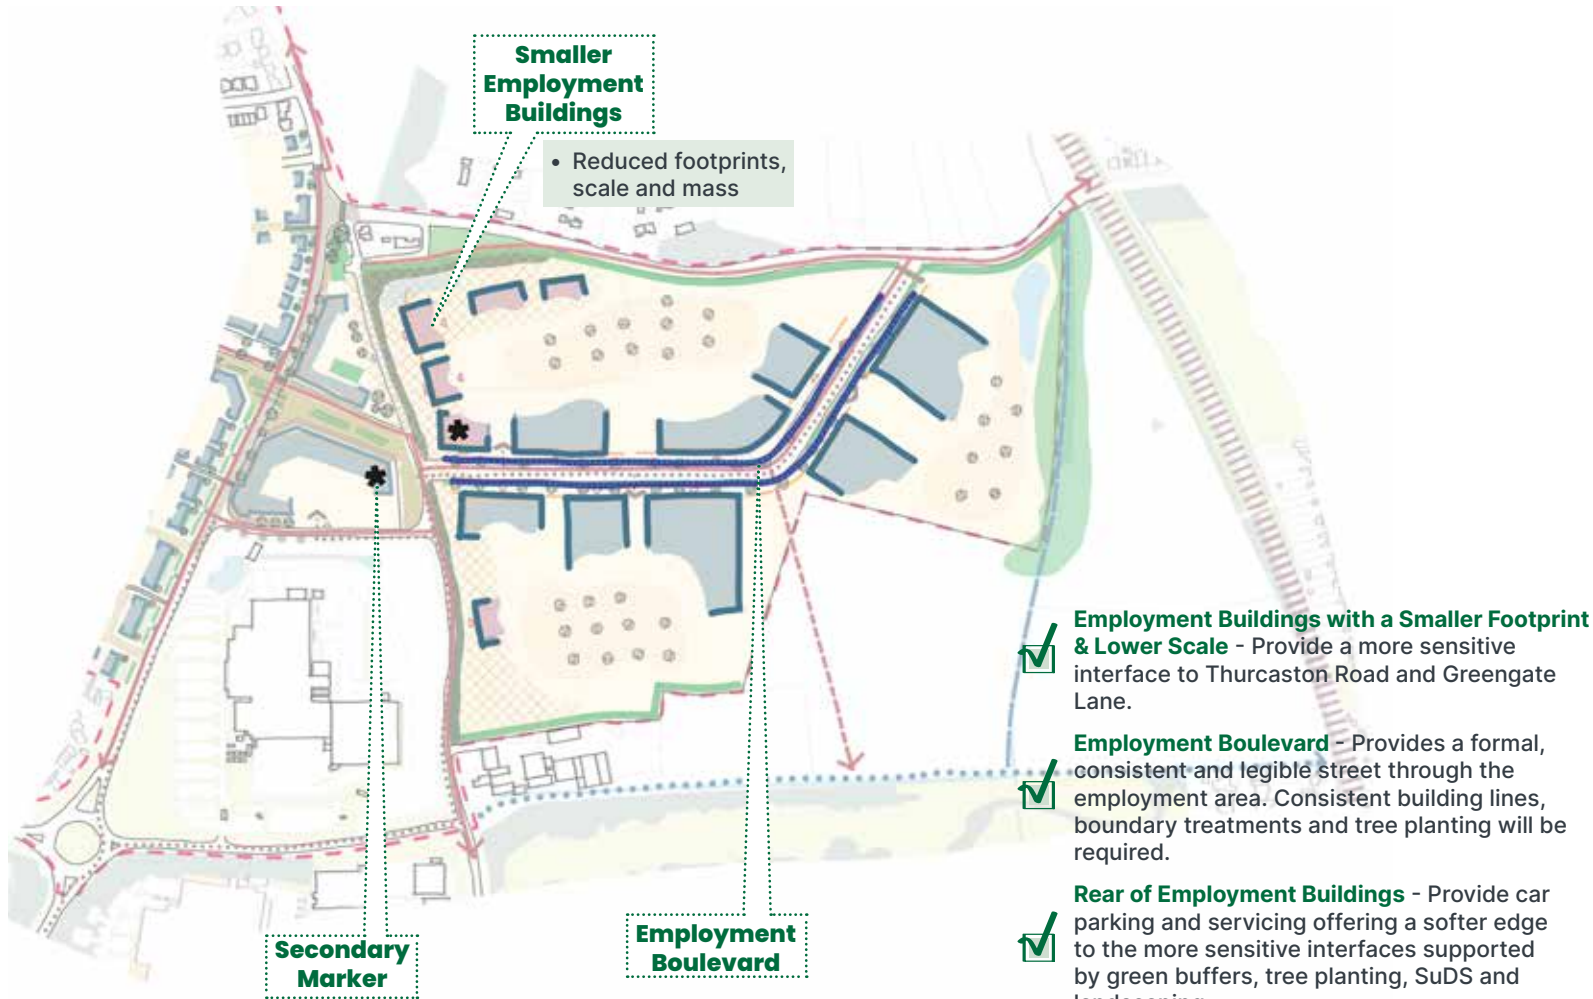 Smaller
Employment
Buildings
• Reduced footprints,
scale and mass
Employment Buildings with a Smaller Footprint
& Lower Scale - Provide a more sensitive
interface to Thurcaston Road and Greengate
Lane.
Employment Boulevard - Provides a formal,
consistent and legible street through the
employment area. Consistent building lines,
boundary treatments and tree planting will be
required.
Rear of Employment Buildings - Provide car
parking and servicing offering a softer edge
to the more sensitive interfaces supported
by green buffers, tree planting, SuDS and
Secondary
Marker
Employment
Boulevard